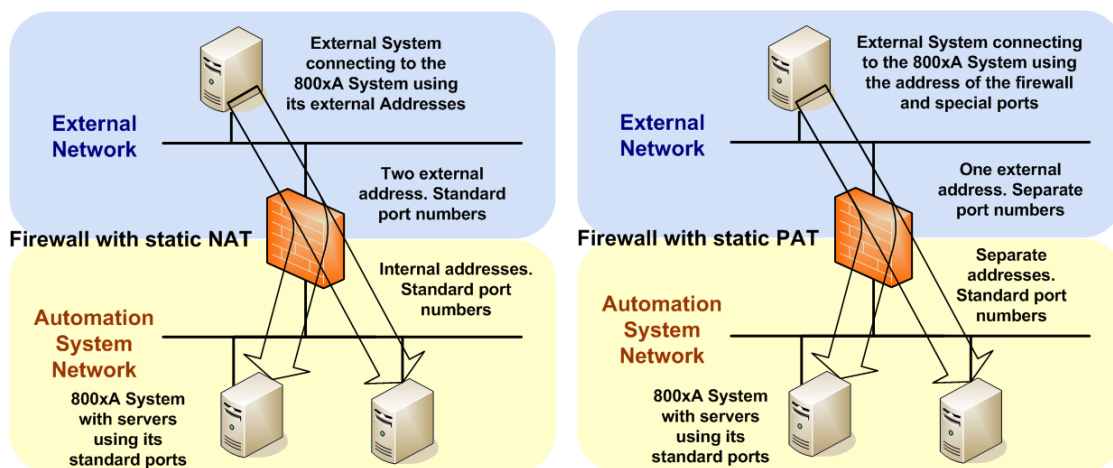 External System
connecting to the
800xA System using
its external Addresses
External
Network
Two external
address. Standard
port numbers
Firewall with static NAT
Internal addresses.
Standard port
numbers
Automation
System
Network
800xA System
with servers
using its
standard ports
External System connecting
to the 800xA System using
the address of the firewall
and special ports
External
Network
One external
address. Separate
port numbers
Firewall with static PAT
Separate
addresses.
Standard port
numbers
Automation
System
Network
800xA System
with servers
using its
standard ports